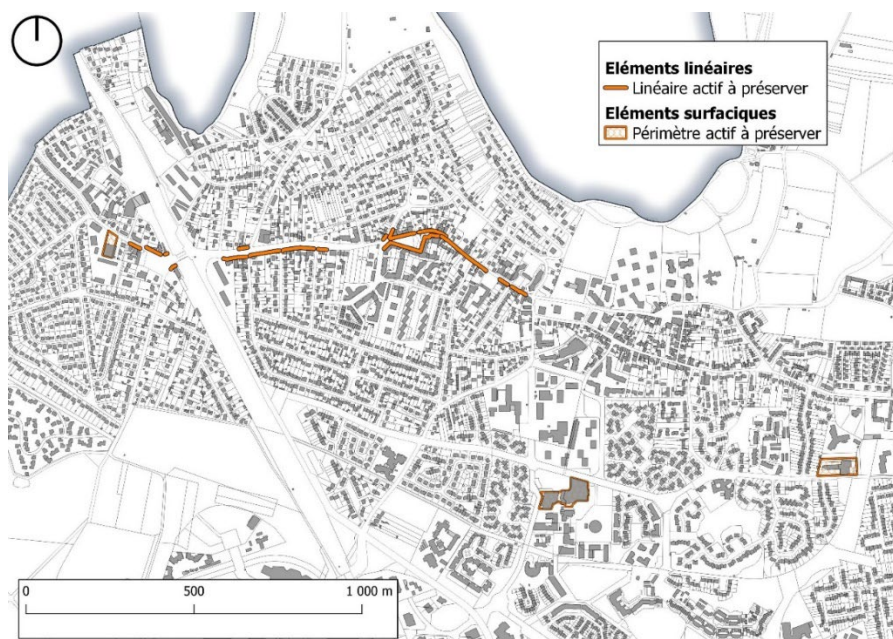 Eléments linéaires
Linéaire actif à préserver
Eléments surfaciques
Périmètre actif à préserver
0 500 1 000 m